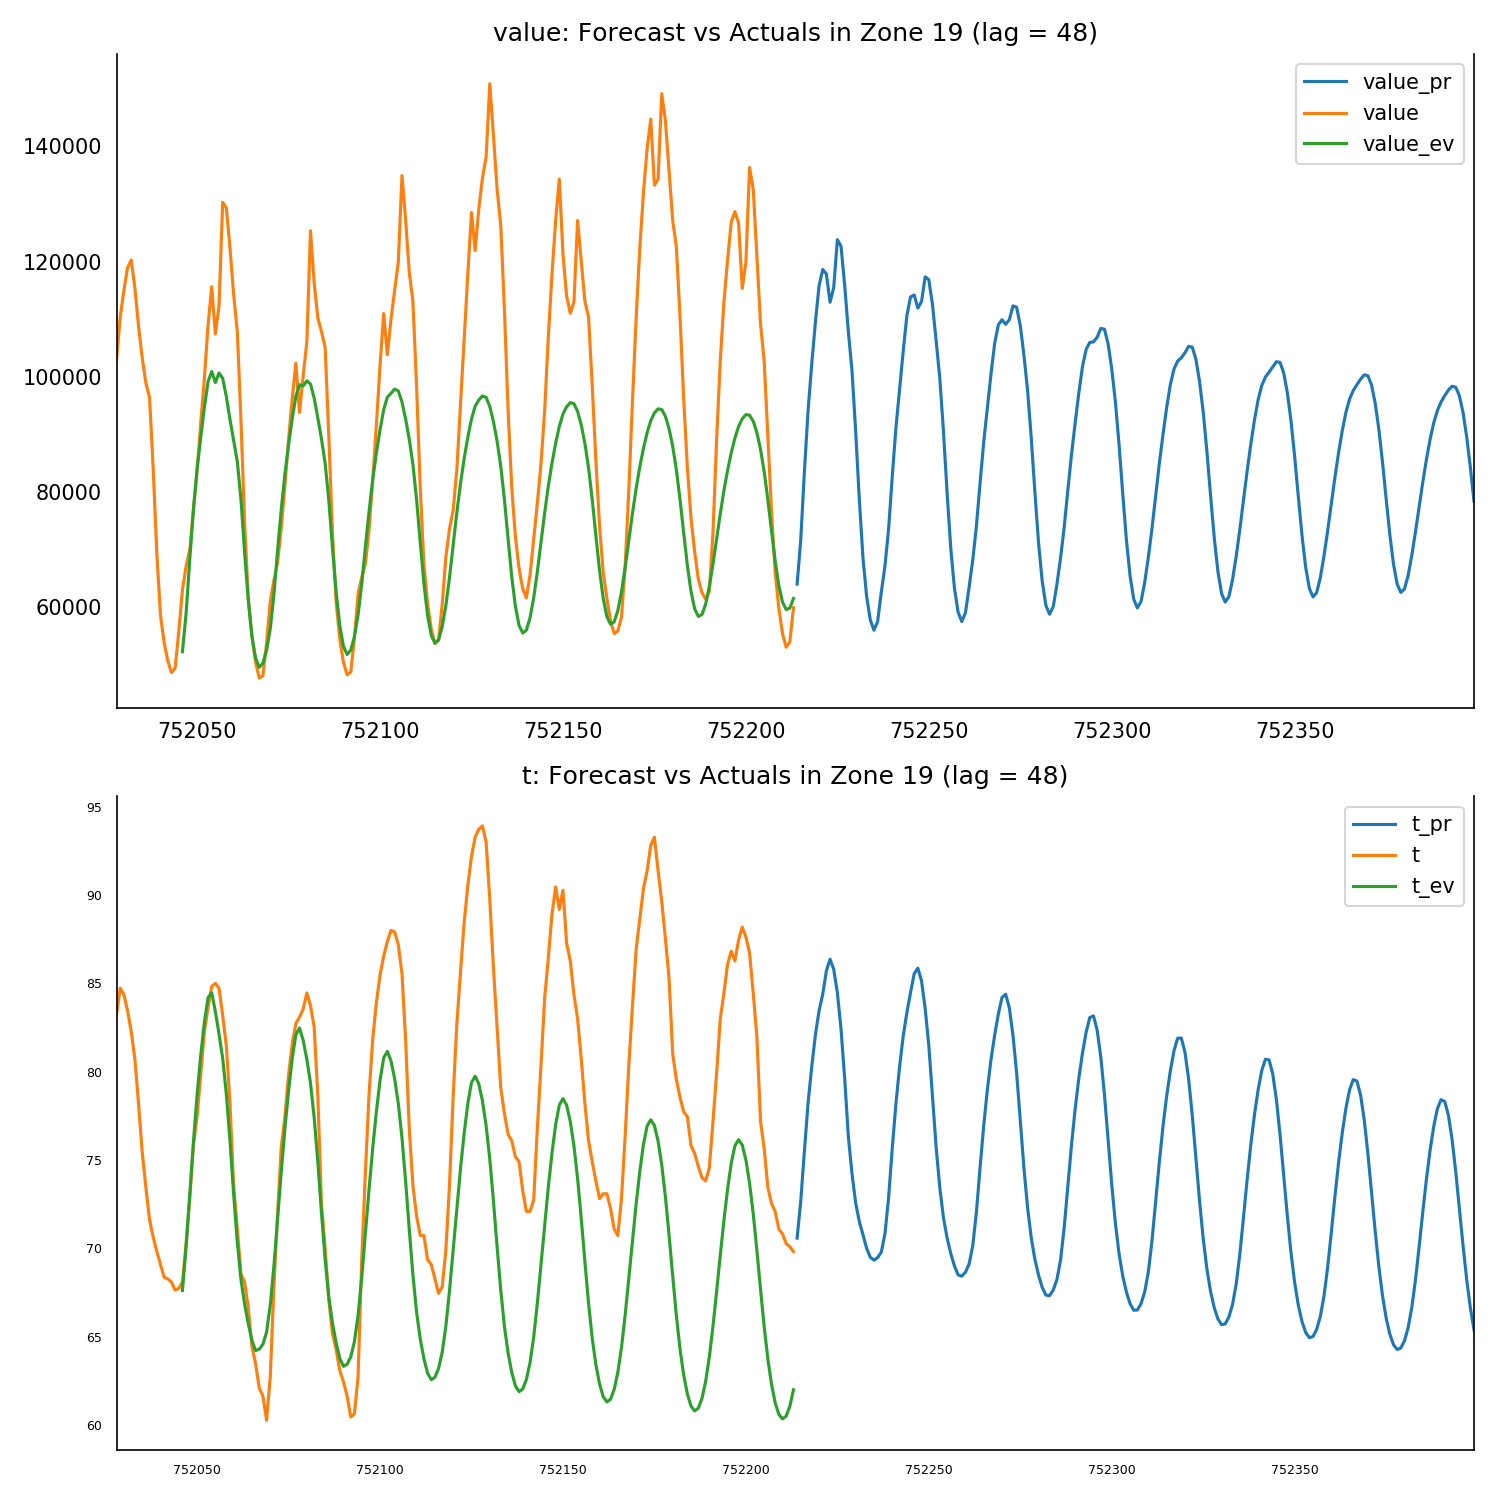 value: Forecast vs Actuals in Zone 19 (lag = 48)
value_pr
value
value_ev
140000
120000
100000
80000
60000
752050 752100 752150 752200 752250 752300 752350
t: Forecast vs Actuals in Zone 19 (lag = 48)
t_pr
t
t_ev
95
90
85
80
75
70
65
60
752050 752100 752150 752200 752250 752300 752350